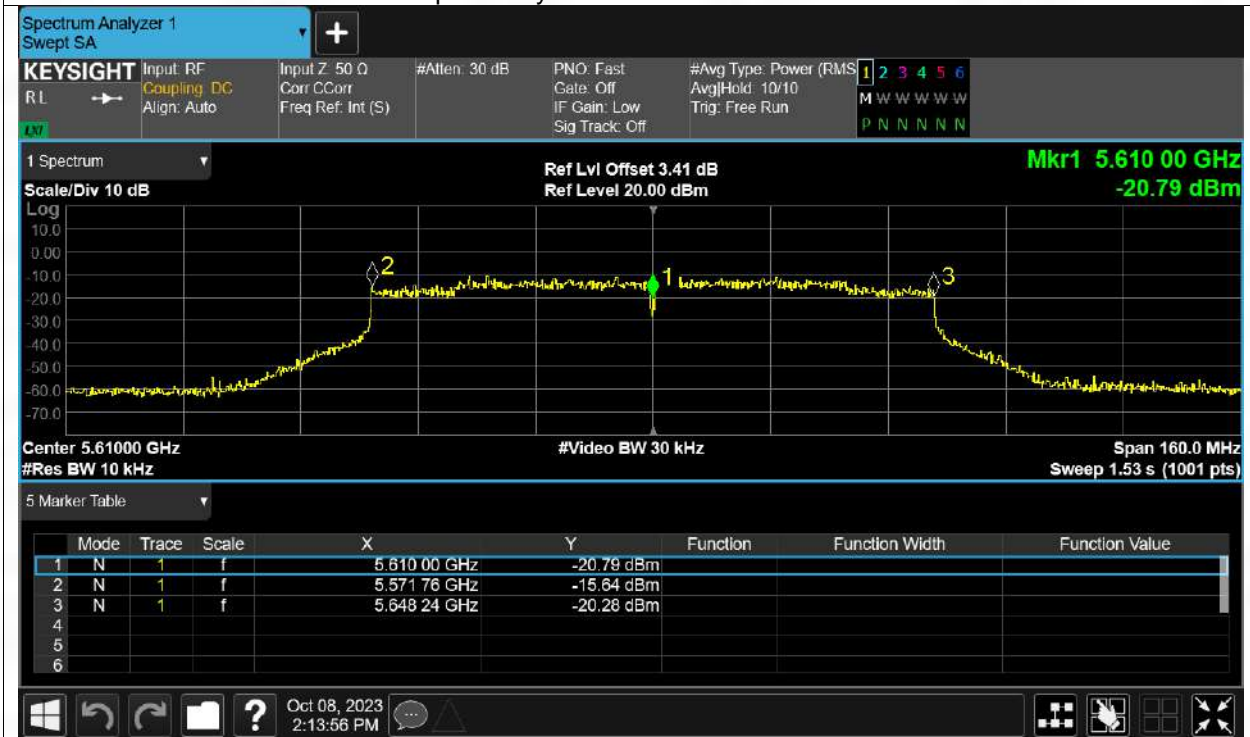 Spectrum Analyzer 1
Swept SA
+
KEYSIGHT Input: RF Input Z: 50 Ω #Atten: 30 dB PNO: Fast #Avg Type: Power (RMS 1 2 3 4 5 6
RL Coupling: DC Corr CCorr Gate: Off Avg|Hold: 10/10 M W W W W W
Align: Auto Freq Ref: Int (S) IF Gain: Low Trig: Free Run
LXI Sig Track: Off P N N N N N
1 Spectrum Ref Lvl Offset 3.41 dB Mkr1 5.610 00 GHz
Scale/Div 10 dB Ref Level 20.00 dBm -20.79 dBm
Log
10.0
0.00
-10.0
-20.0
-30.0
-40.0
-50.0
-60.0
-70.0
2
1
3
Center 5.61000 GHz #Video BW 30 kHz Span 160.0 MHz
#Res BW 10 kHz Sweep 1.53 s (1001 pts)
5 Marker Table
Mode Trace Scale X Y Function Function Width Function Value
1 N 1 f 5.610 00 GHz -20.79 dBm
2 N 1 f 5.571 76 GHz -15.64 dBm
3 N 1 f 5.648 24 GHz -20.28 dBm
4
5
6
? Oct 08, 2023
2:13:56 PM